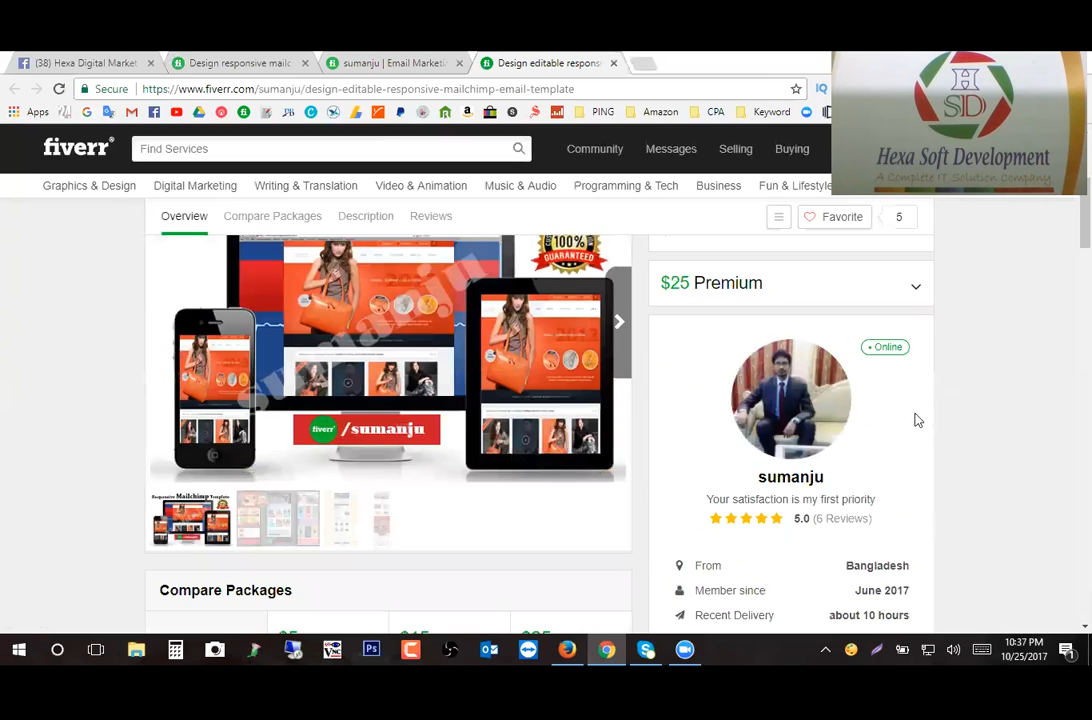 (38) Hexa Digital Market
Design responsive mailc
sumanju | Email Marketi
Design editable respons
Secure
https://www.fiverr.com/sumanju/design-editable-responsive-mailchimp-email-template
Apps
PING
Amazon
CPA
Keyword
HSD
Hexa Soft Development
A Complete IT Solution Company
fiverr
Find Services
Community
Messages
Selling
Buying
Graphics & Design
Digital Marketing
Writing & Translation
Video & Animation
Music & Audio
Programming & Tech
Business
Fun & Lifestyle
Overview
Compare Packages
Description
Reviews
Favorite
5
100%
GUARANTEED
sumanju
fiverr /sumanju
Responsive Mailchimp Template
$25 Premium
• Online
sumanju
Your satisfaction is my first priority
5.0 (6 Reviews)
From
Bangladesh
Member since
June 2017
Recent Delivery
about 10 hours
Compare Packages
10:37 PM
10/25/2017